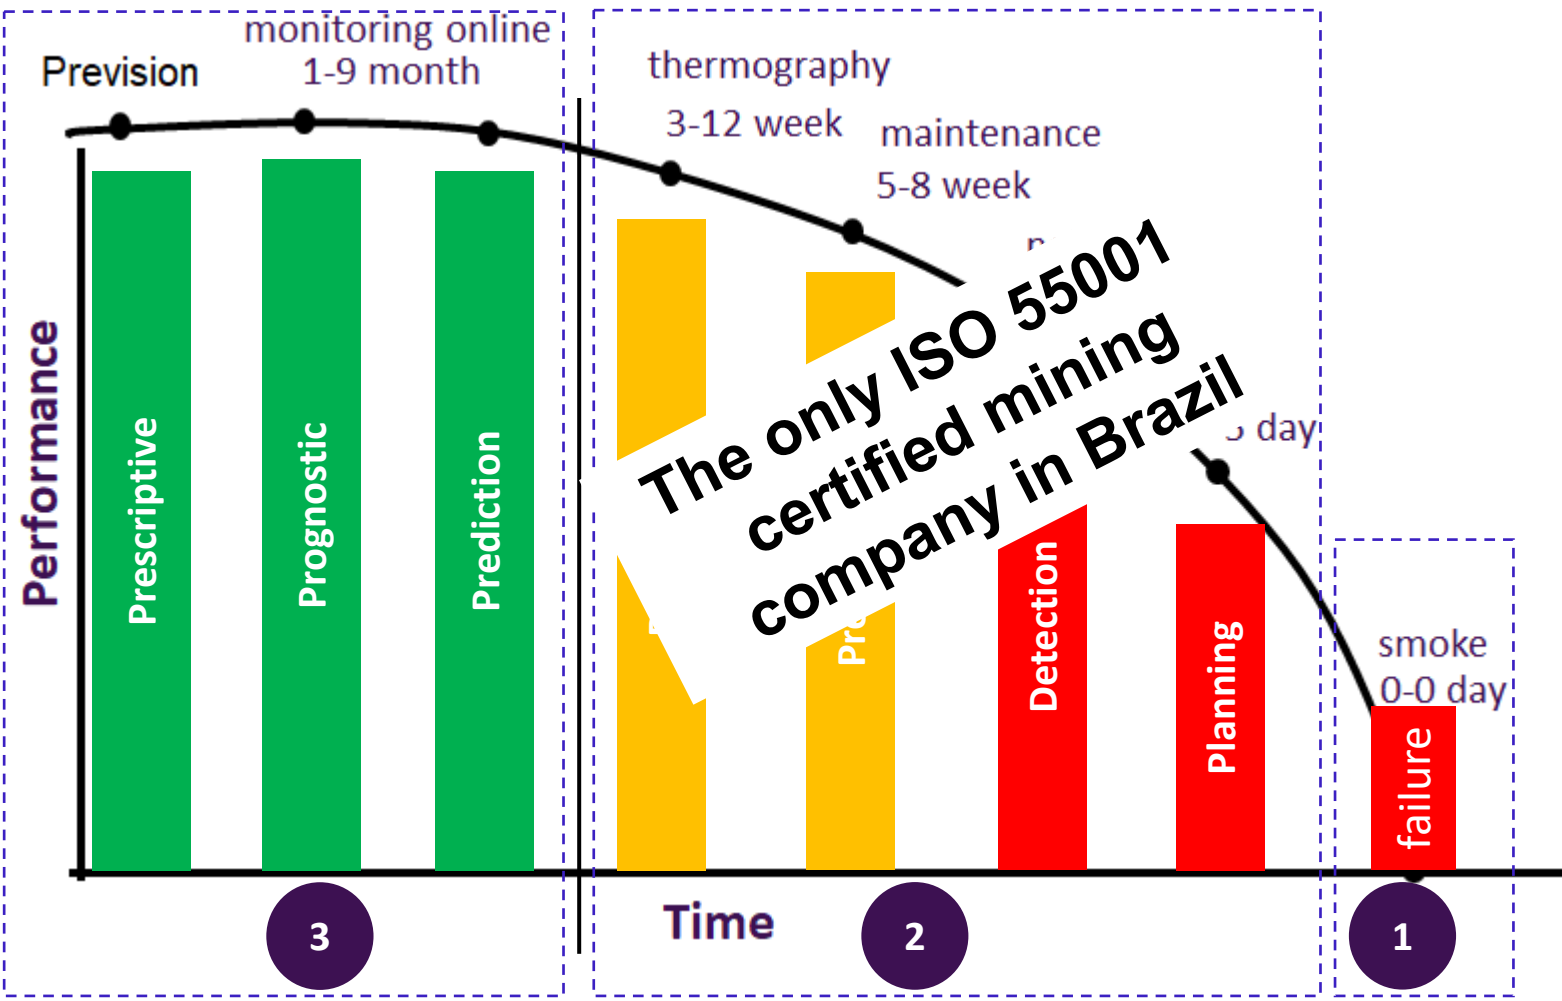 monitoring online
Prevision
1-9 month
thermography
3-12 week
maintenance
5-8 week
The only ISO 55001
certified mining
company in Brazil
day
smoke
0-0 day
Performance
Prescriptive
Prognostic
Prediction
Detection
Planning
failure
Time
3
2
1